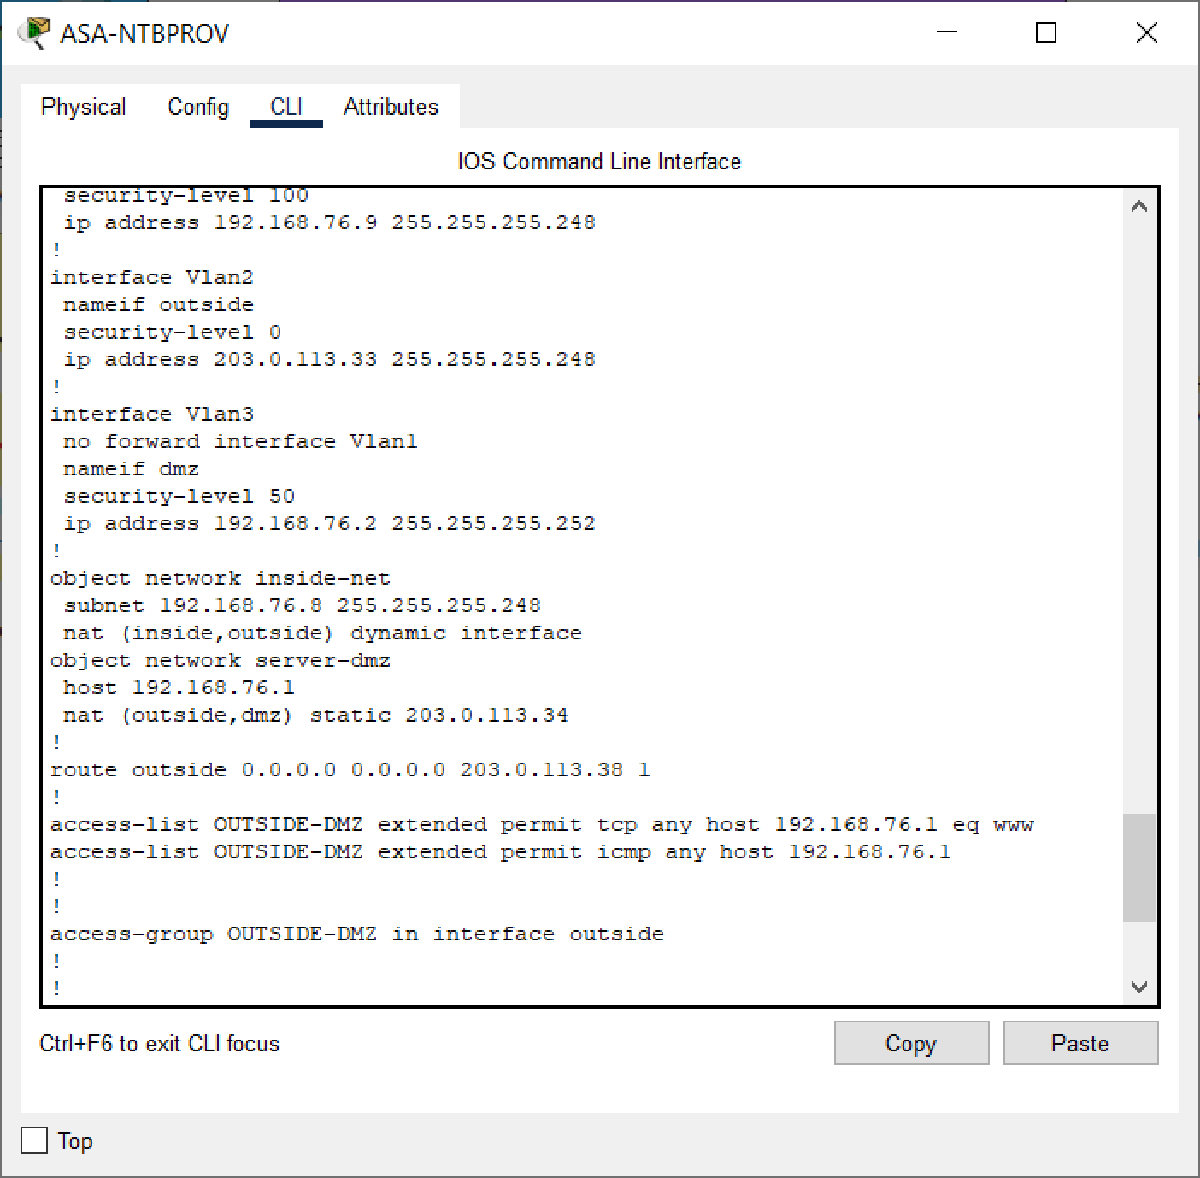 ASA-NTBPROV
Physical Config CLI Attributes
IOS Command Line Interface
security-level 100
ip address 192.168.76.9 255.255.255.248
!
interface Vlan2
nameif outside
security-level 0
ip address 203.0.113.33 255.255.255.248
!
interface Vlan3
no forward interface Vlan1
nameif dmz
security-level 50
ip address 192.168.76.2 255.255.255.252
!
object network inside-net
subnet 192.168.76.8 255.255.255.248
nat (inside,outside) dynamic interface
object network server-dmz
host 192.168.76.1
nat (outside,dmz) static 203.0.113.34
!
route outside 0.0.0.0 0.0.0.0 203.0.113.38 1
!
access-list OUTSIDE-DMZ extended permit tcp any host 192.168.76.1 eq www
access-list OUTSIDE-DMZ extended permit icmp any host 192.168.76.1
!
!
access-group OUTSIDE-DMZ in interface outside
!
!
Ctrl+F6 to exit CLI focus
Copy Paste
Top